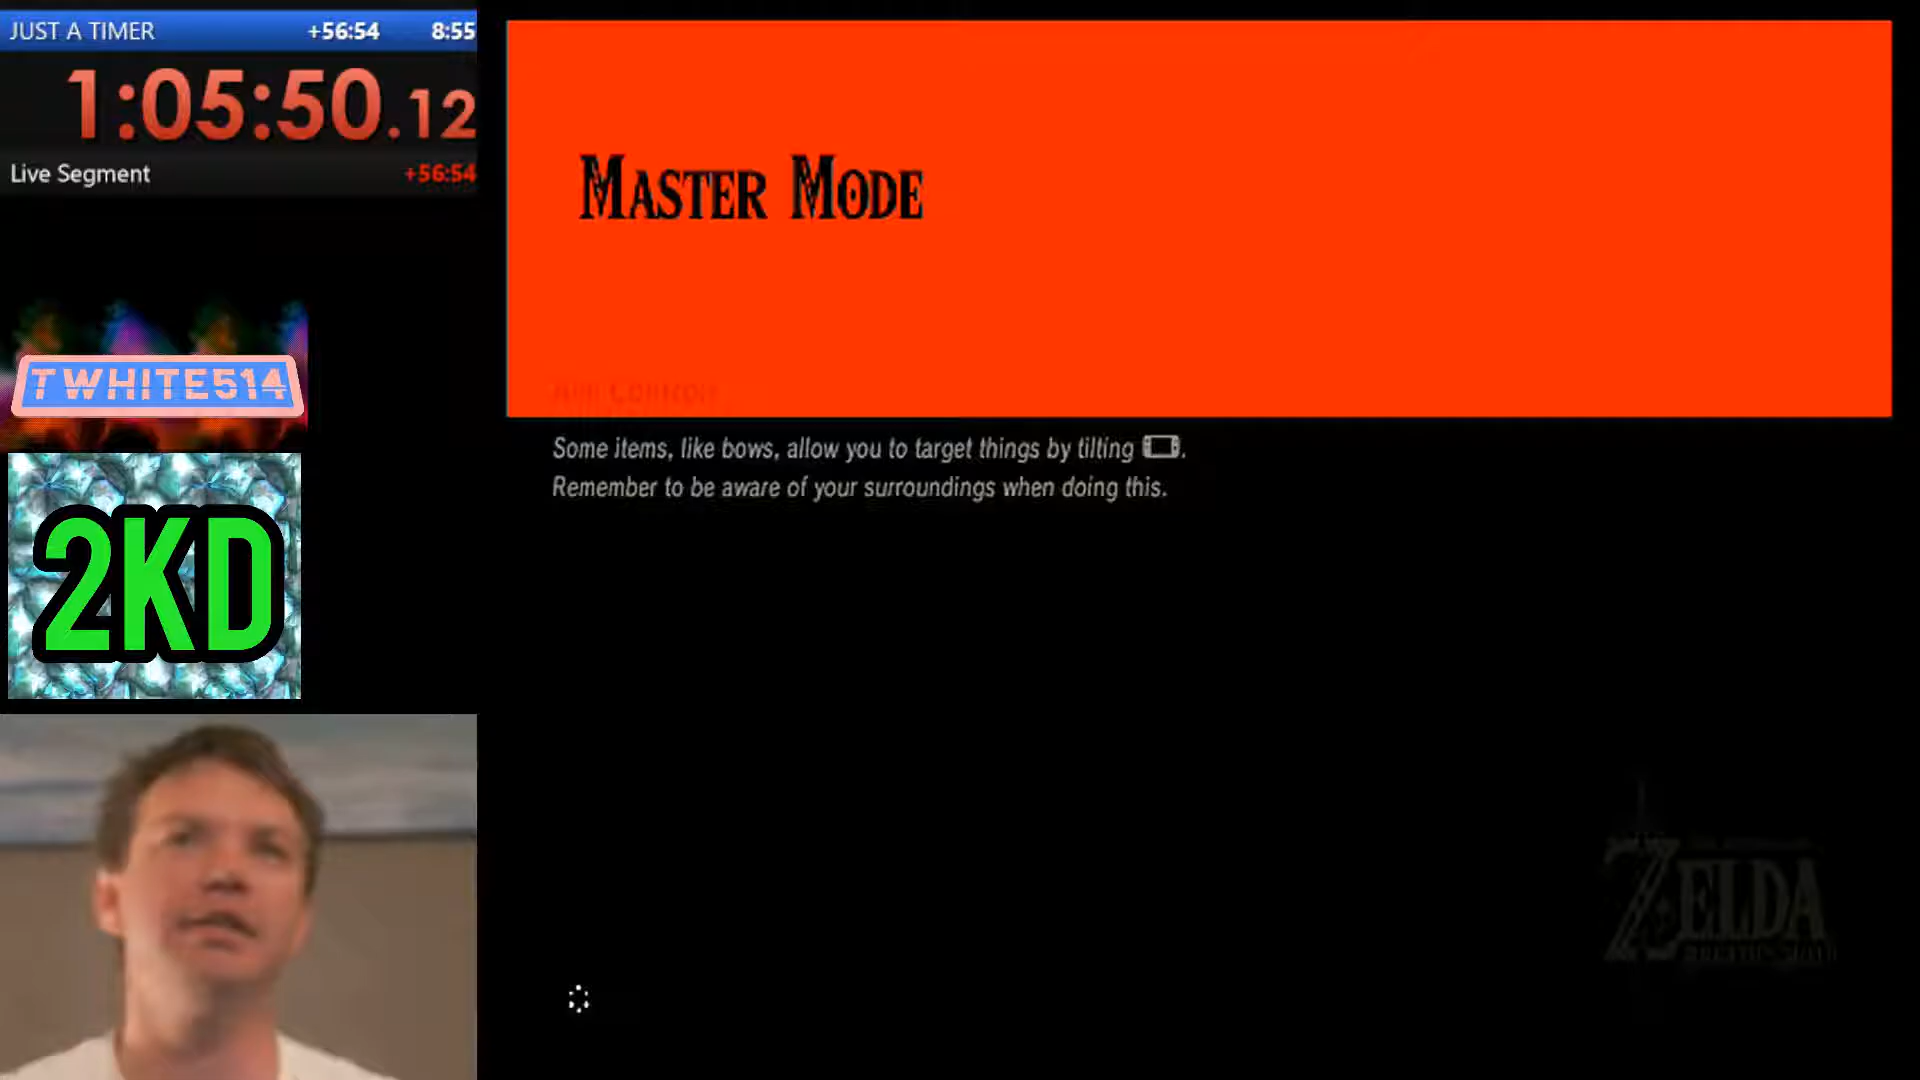 JUST A TIMER +56:54 8:55
1:05:50.12
Live Segment +56:54
TWHITE514
2KD
MASTER MODE
Aim Controls
Some items, like bows, allow you to target things by tilting .
Remember to be aware of your surroundings when doing this.
ZELDA